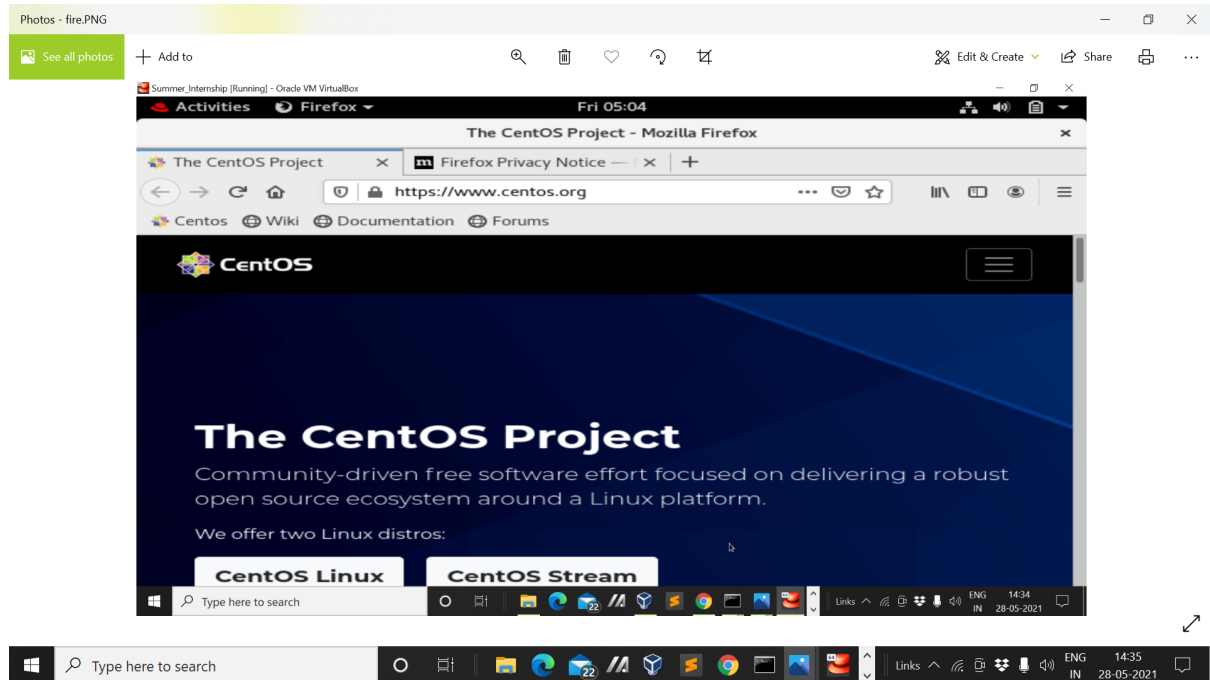 Photos - fire.PNG
See all photos
Add to
Edit & Create
Share
Summer_Internship [Running] - Oracle VM VirtualBox
Activities Firefox Fri 05:04
The CentOS Project - Mozilla Firefox
The CentOS Project Firefox Privacy Notice —
https://www.centos.org
Centos Wiki Documentation Forums
CentOS
The CentOS Project
Community-driven free software effort focused on delivering a robust
open source ecosystem around a Linux platform.
We offer two Linux distros:
CentOS Linux CentOS Stream
Type here to search 22 Links ENG 14:34
IN 28-05-2021
Type here to search 22 Links ENG 14:35
IN 28-05-2021